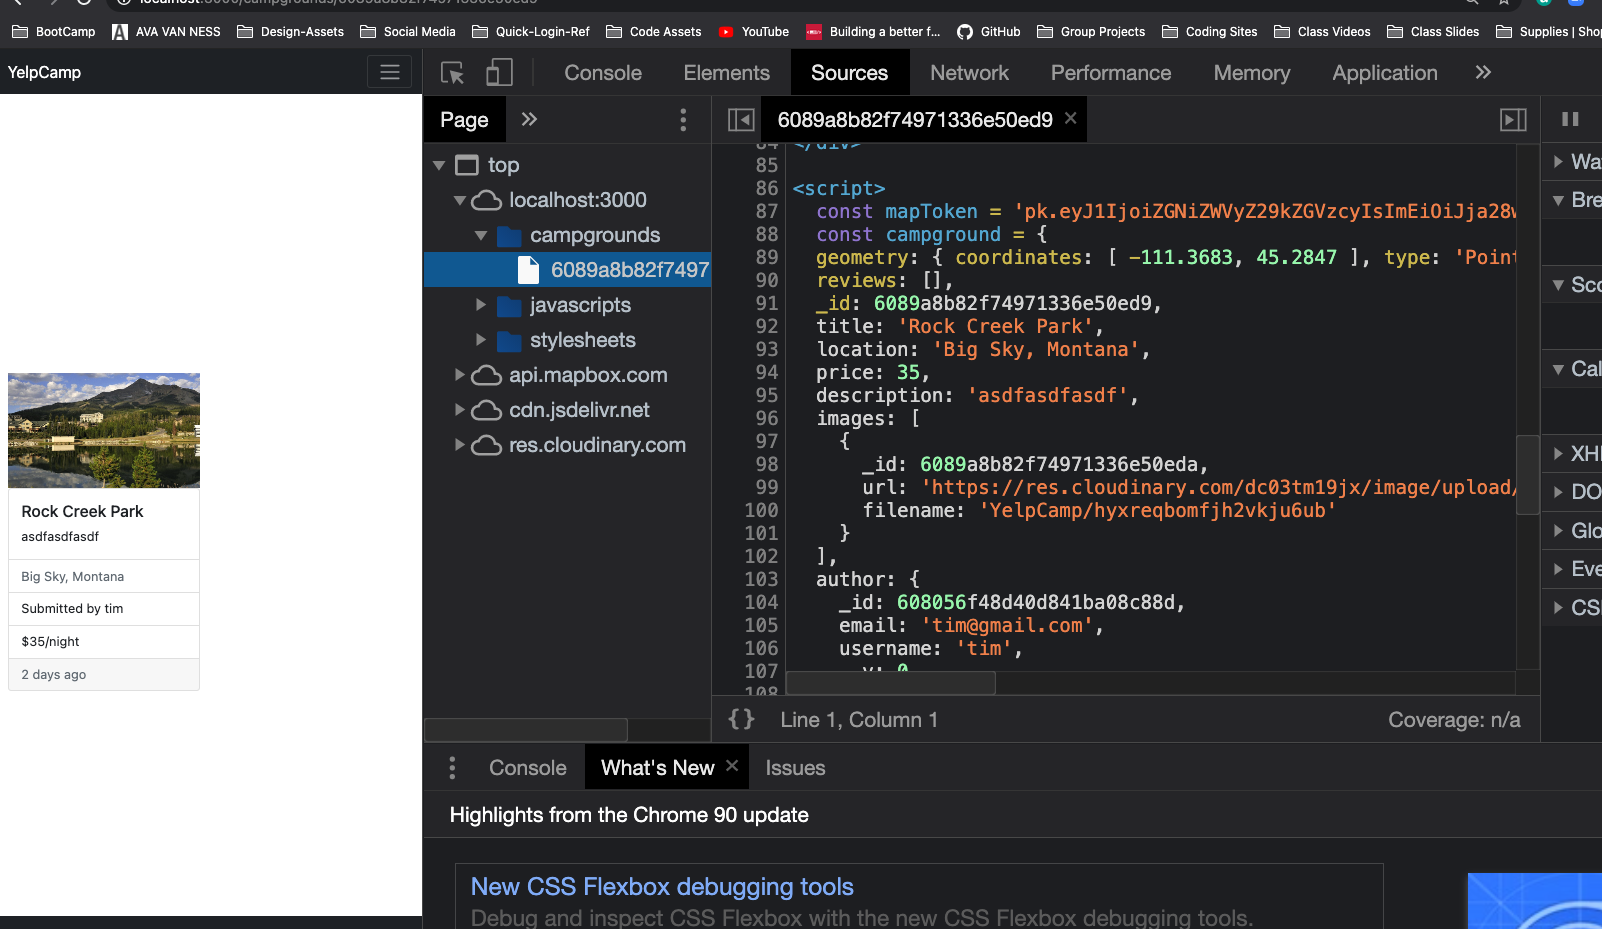 BootCamp AVA VAN NESS Design-Assets Social Media Quick-Login-Ref Code Assets YouTube Building a better f... GitHub Group Projects Coding Sites Class Videos Class Slides Supplies | Shop
YelpCamp
Console Elements Sources Network Performance Memory Application »
Page » 6089a8b82f74971336e50ed9 ×
top
localhost:3000
campgrounds
6089a8b82f7497
javascripts
stylesheets
api.mapbox.com
cdn.jsdelivr.net
res.cloudinary.com
84 </div>
85
86 <script>
87 const mapToken = 'pk.eyJ1IjoiZGNiZWVyZ29kZGVzcyIsImEiOiJja28w
88 const campground = {
89 geometry: { coordinates: [ -111.3683, 45.2847 ], type: 'Point
90 reviews: [],
91 _id: 6089a8b82f74971336e50ed9,
92 title: 'Rock Creek Park',
93 location: 'Big Sky, Montana',
94 price: 35,
95 description: 'asdfasdfasdf',
96 images: [
97 {
98 _id: 6089a8b82f74971336e50eda,
99 url: 'https://res.cloudinary.com/dc03tm19jx/image/upload/
100 filename: 'YelpCamp/hyxreqbomfjh2vkju6ub'
101 }
102 ],
103 author: {
104 _id: 608056f48d40d841ba08c88d,
105 email: 'tim@gmail.com',
106 username: 'tim',
107 __v: 0
108
Wa
Bre
Sco
Cal
XH
DO
Glo
Eve
CS
Rock Creek Park
asdfasdfasdf
Big Sky, Montana
Submitted by tim
$35/night
2 days ago
{} Line 1, Column 1 Coverage: n/a
Console What's New × Issues
Highlights from the Chrome 90 update
New CSS Flexbox debugging tools
Debug and inspect CSS Flexbox with the new CSS Flexbox debugging tools.